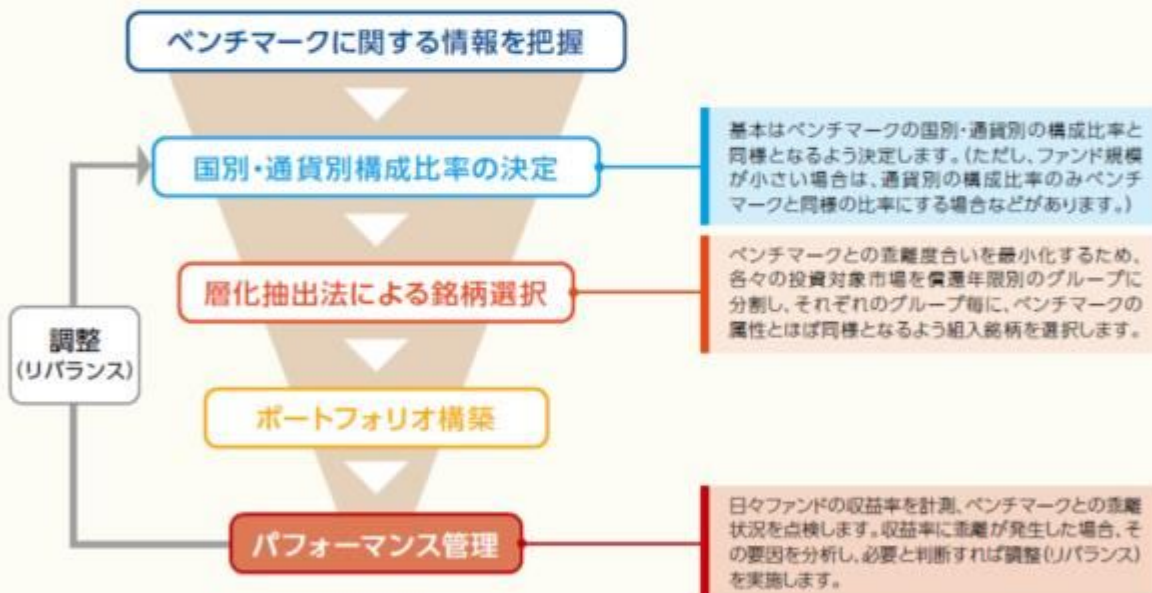 ベンチマークに関する情報を把握
国別・通貨別構成比率の決定
基本はベンチマークの国別・通貨別の構成比率と
同様となるよう決定します。(ただし、ファンド規模
が小さい場合は、通貨別の構成比率のみベンチ
マークと同様の比率にする場合などがあります。)
層化抽出法による銘柄選択
ベンチマークとの乖離度合いを最小化するため、
各々の投資対象市場を償還年限別のグループに
分割し、それぞれのグループ毎に、ベンチマークの
属性とほぼ同様となるよう組入銘柄を選択します。
調整
(リバランス)
ポートフォリオ構築
パフォーマンス管理
日々ファンドの収益率を計測、ベンチマークとの乖離
状況を点検します。収益率に乖離が発生した場合、そ
の要因を分析し、必要と判断すれば調整(リバランス)
を実施します。